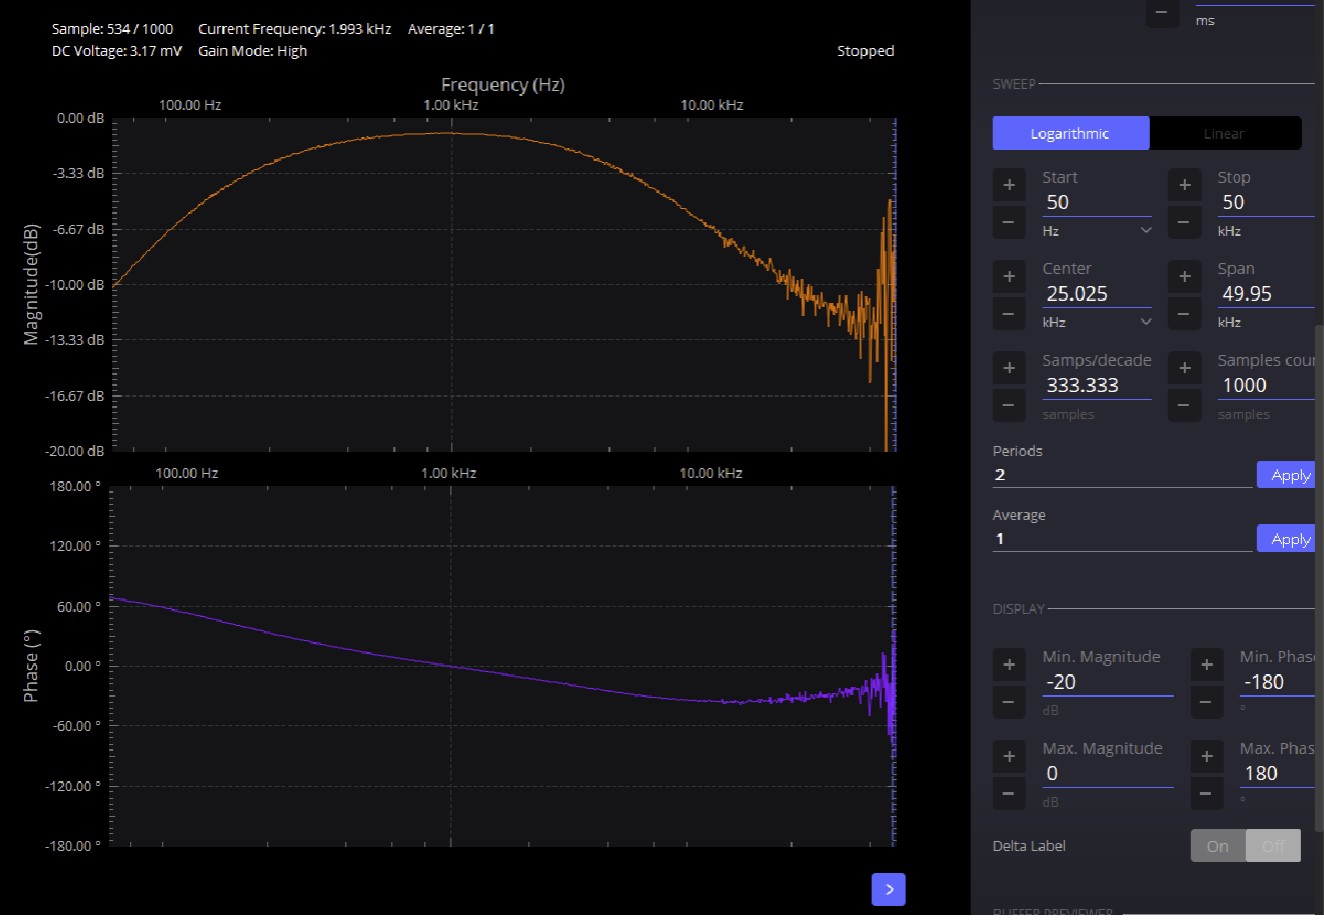 Sample: 534 / 1000 Current Frequency: 1.993 kHz Average: 1 / 1
DC Voltage: 3.17 mV Gain Mode: High Stopped
Frequency (Hz)
100.00 Hz 1.00 kHz 10.00 kHz
0.00 dB
-3.33 dB
-6.67 dB
-10.00 dB
-13.33 dB
-16.67 dB
-20.00 dB
Magnitude(dB)
100.00 Hz 1.00 kHz 10.00 kHz
180.00 °
120.00 °
60.00 °
0.00 °
-60.00 °
-120.00 °
-180.00 °
Phase (°)
>
ms
SWEEP
Logarithmic Linear
+ Start + Stop
50 50
− Hz − kHz
+ Center + Span
25.025 49.95
− kHz − kHz
+ Samps/decade + Samples cour
333.333 1000
− samples − samples
Periods
2 Apply
Average
1 Apply
DISPLAY
+ Min. Magnitude + Min. Phase
-20 -180
− dB − °
+ Max. Magnitude + Max. Phas
0 180
− dB − °
Delta Label On Off
BUFFER PREVIEWER